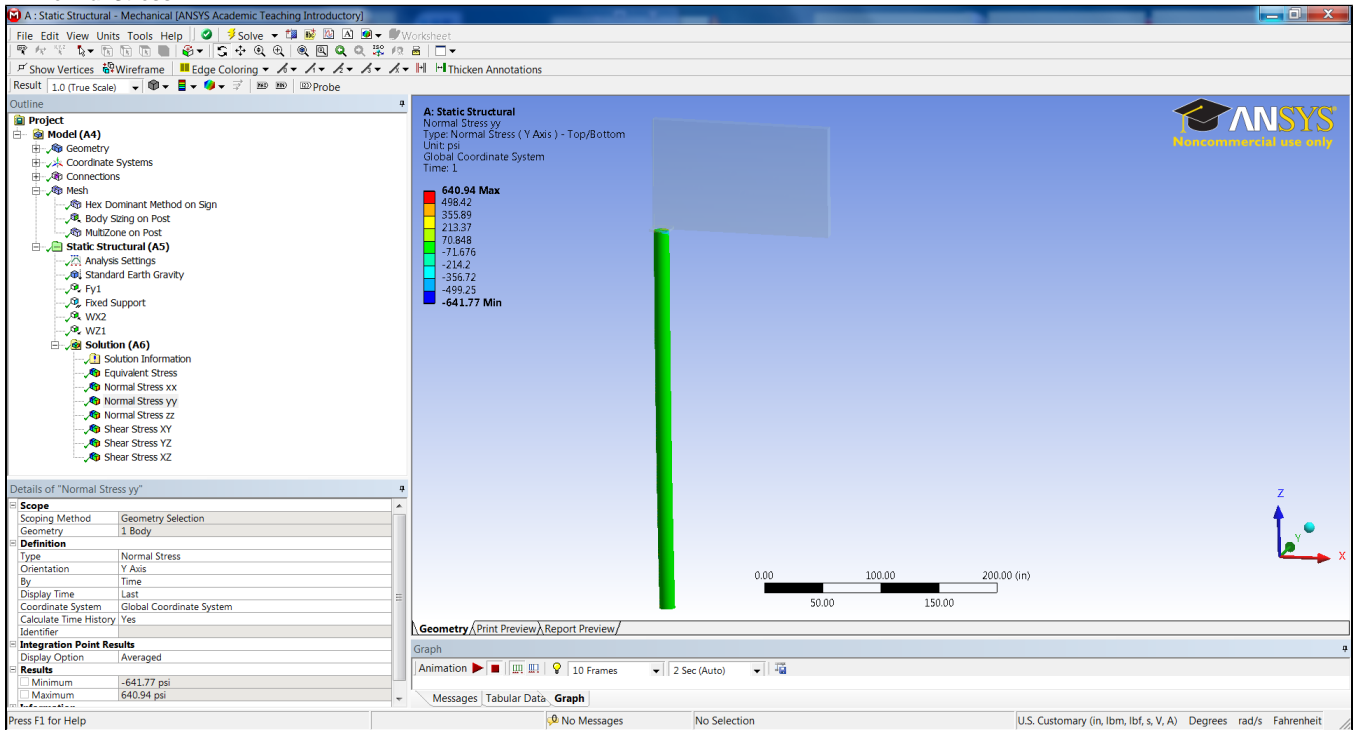 A : Static Structural - Mechanical [ANSYS Academic Teaching Introductory]
File Edit View Units Tools Help Solve Worksheet
Show Vertices Wireframe Edge Coloring Thicken Annotations
Result 1.0 (True Scale) Probe
Outline
Project
Model (A4)
Geometry
Coordinate Systems
Connections
Mesh
Hex Dominant Method on Sign
Body Sizing on Post
MultiZone on Post
Static Structural (A5)
Analysis Settings
Standard Earth Gravity
Fy1
Fixed Support
WX2
WZ1
Solution (A6)
Solution Information
Equivalent Stress
Normal Stress xx
Normal Stress yy
Normal Stress zz
Shear Stress XY
Shear Stress YZ
Shear Stress XZ
Details of "Normal Stress yy"
Scope
Scoping Method Geometry Selection
Geometry 1 Body
Definition
Type Normal Stress
Orientation Y Axis
By Time
Display Time Last
Coordinate System Global Coordinate System
Calculate Time History Yes
Identifier
Integration Point Results
Display Option Averaged
Results
Minimum -641.77 psi
Maximum 640.94 psi
A: Static Structural
Normal Stress yy
Type: Normal Stress ( Y Axis ) - Top/Bottom
Unit: psi
Global Coordinate System
Time: 1
640.94 Max
498.42
355.89
213.37
70.848
-71.676
-214.2
-356.72
-499.25
-641.77 Min
ANSYS
Noncommercial use only
Z
Y
X
0.00 100.00 200.00 (in)
50.00 150.00
Geometry Print Preview Report Preview
Graph
Animation 10 Frames 2 Sec (Auto)
Messages Tabular Data Graph
Press F1 for Help No Messages No Selection U.S. Customary (in, lbm, lbf, s, V, A) Degrees rad/s Fahrenheit